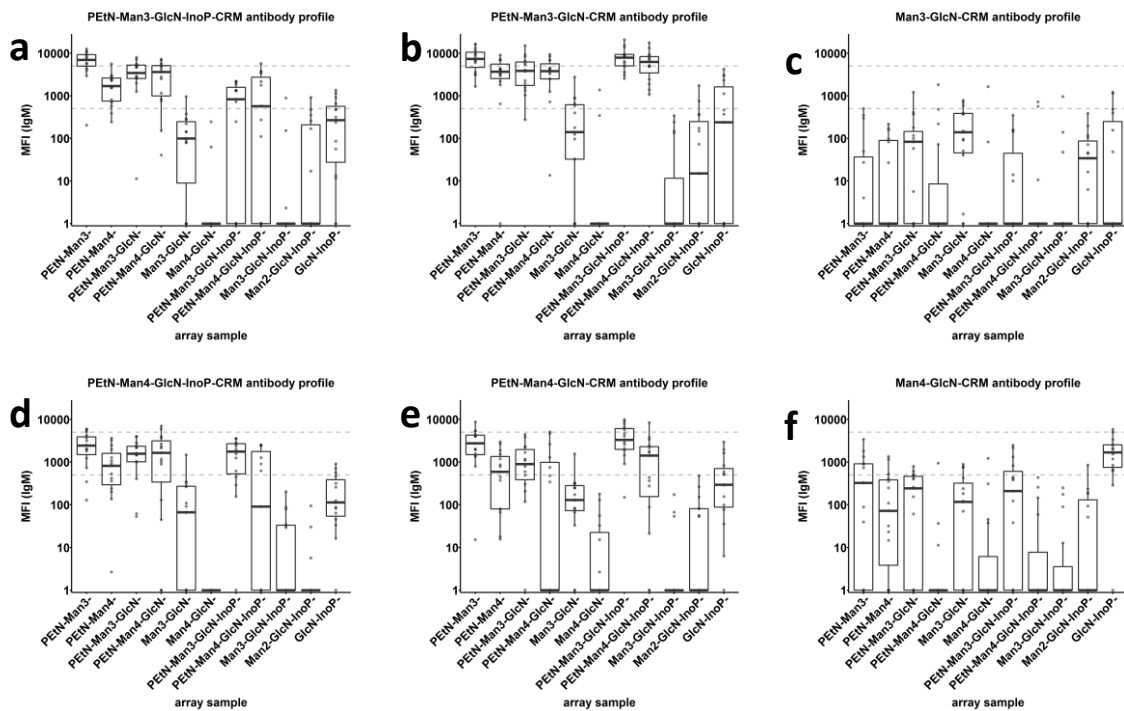 a
PEtN-Man3-GlcN-InoP-CRM antibody profile
MFI (IgM)
10000
1000
100
10
1
PEtN-Man3-
PEtN-Man4-
PEtN-Man3-GlcN-
PEtN-Man4-GlcN-
Man3-GlcN-
Man4-GlcN-
PEtN-Man3-GlcN-InoP-
PEtN-Man4-GlcN-InoP-
Man3-GlcN-InoP-
Man2-GlcN-InoP-
GlcN-InoP-
array sample
b
PEtN-Man3-GlcN-CRM antibody profile
MFI (IgM)
10000
1000
100
10
1
PEtN-Man3-
PEtN-Man4-
PEtN-Man3-GlcN-
PEtN-Man4-GlcN-
Man3-GlcN-
Man4-GlcN-
PEtN-Man3-GlcN-InoP-
PEtN-Man4-GlcN-InoP-
Man3-GlcN-InoP-
Man2-GlcN-InoP-
GlcN-InoP-
array sample
c
Man3-GlcN-CRM antibody profile
MFI (IgM)
10000
1000
100
10
1
PEtN-Man3-
PEtN-Man4-
PEtN-Man3-GlcN-
PEtN-Man4-GlcN-
Man3-GlcN-
Man4-GlcN-
PEtN-Man3-GlcN-InoP-
PEtN-Man4-GlcN-InoP-
Man3-GlcN-InoP-
Man2-GlcN-InoP-
GlcN-InoP-
array sample
d
PEtN-Man4-GlcN-InoP-CRM antibody profile
MFI (IgM)
10000
1000
100
10
1
PEtN-Man3-
PEtN-Man4-
PEtN-Man3-GlcN-
PEtN-Man4-GlcN-
Man3-GlcN-
Man4-GlcN-
PEtN-Man3-GlcN-InoP-
PEtN-Man4-GlcN-InoP-
Man3-GlcN-InoP-
Man2-GlcN-InoP-
GlcN-InoP-
array sample
e
PEtN-Man4-GlcN-CRM antibody profile
MFI (IgM)
10000
1000
100
10
1
PEtN-Man3-
PEtN-Man4-
PEtN-Man3-GlcN-
PEtN-Man4-GlcN-
Man3-GlcN-
Man4-GlcN-
PEtN-Man3-GlcN-InoP-
PEtN-Man4-GlcN-InoP-
Man3-GlcN-InoP-
Man2-GlcN-InoP-
GlcN-InoP-
array sample
f
Man4-GlcN-CRM antibody profile
MFI (IgM)
10000
1000
100
10
1
PEtN-Man3-
PEtN-Man4-
PEtN-Man3-GlcN-
PEtN-Man4-GlcN-
Man3-GlcN-
Man4-GlcN-
PEtN-Man3-GlcN-InoP-
PEtN-Man4-GlcN-InoP-
Man3-GlcN-InoP-
Man2-GlcN-InoP-
GlcN-InoP-
array sample